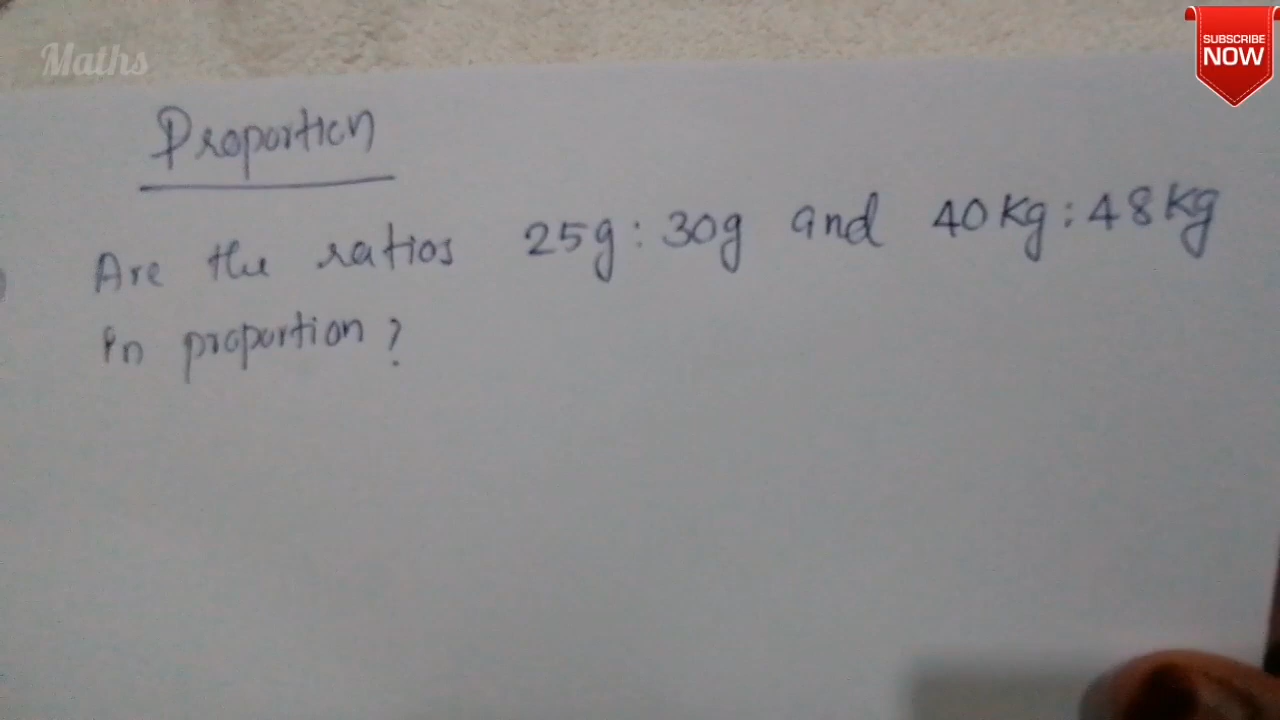 Maths
SUBSCRIBE
NOW
Proportion
Are the ratios 25g : 30g and 40Kg : 48Kg
in proportion ?